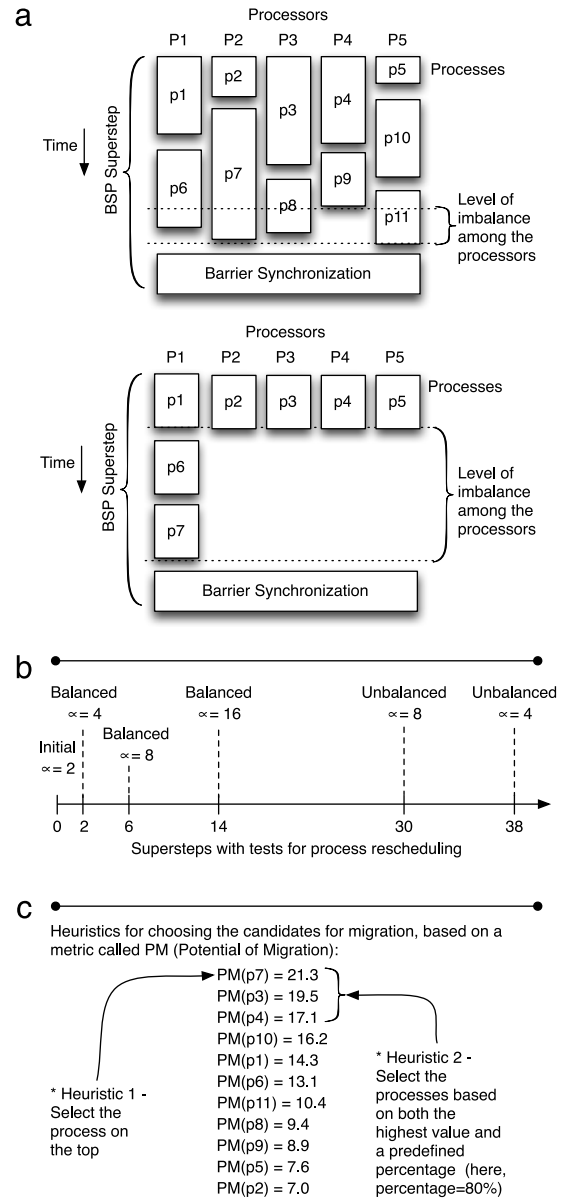 a
Processors
P1 P2 P3 P4 P5
p1
p2
p3
p4
p5
Processes
p6
p7
p8
p9
p10
p11
Time
BSP Superstep
Level of
imbalance
among the
processors
Barrier Synchronization
Processors
P1 P2 P3 P4 P5
p1
p2
p3
p4
p5
Processes
p6
p7
Time
BSP Superstep
Level of
imbalance
among the
processors
Barrier Synchronization
b
Balanced
∝= 4
Balanced
∝= 16
Unbalanced
∝= 8
Unbalanced
∝= 4
Initial
∝= 2
Balanced
∝= 8
0 2 6 14 30 38
Supersteps with tests for process rescheduling
c
Heuristics for choosing the candidates for migration, based on a
metric called PM (Potential of Migration):
PM(p7) = 21.3
PM(p3) = 19.5
PM(p4) = 17.1
PM(p10) = 16.2
PM(p1) = 14.3
PM(p6) = 13.1
PM(p11) = 10.4
PM(p8) = 9.4
PM(p9) = 8.9
PM(p5) = 7.6
PM(p2) = 7.0
* Heuristic 1 -
Select the
process on
the top
* Heuristic 2 -
Select the
processes based
on both the
highest value and
a predefined
percentage (here,
percentage=80%)